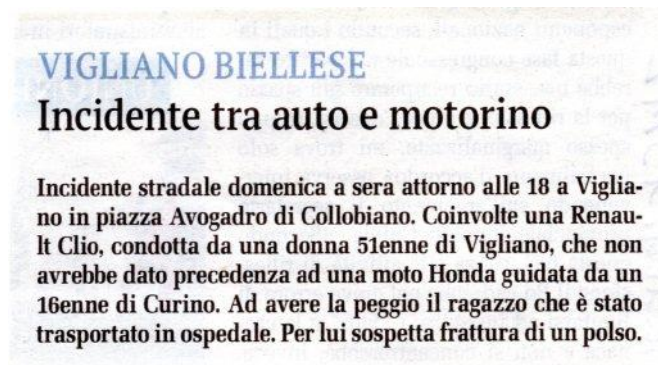 VIGLIANO BIELLESE
Incidente tra auto e motorino
Incidente stradale domenica a sera attorno alle 18 a Viglia-
no in piazza Avogadro di Collobiano. Coinvolte una Renau-
lt Clio, condotta da una donna 51enne di Vigliano, che non
avrebbe dato precedenza ad una moto Honda guidata da un
16enne di Curino. Ad avere la peggio il ragazzo che è stato
trasportato in ospedale. Per lui sospetta frattura di un polso.